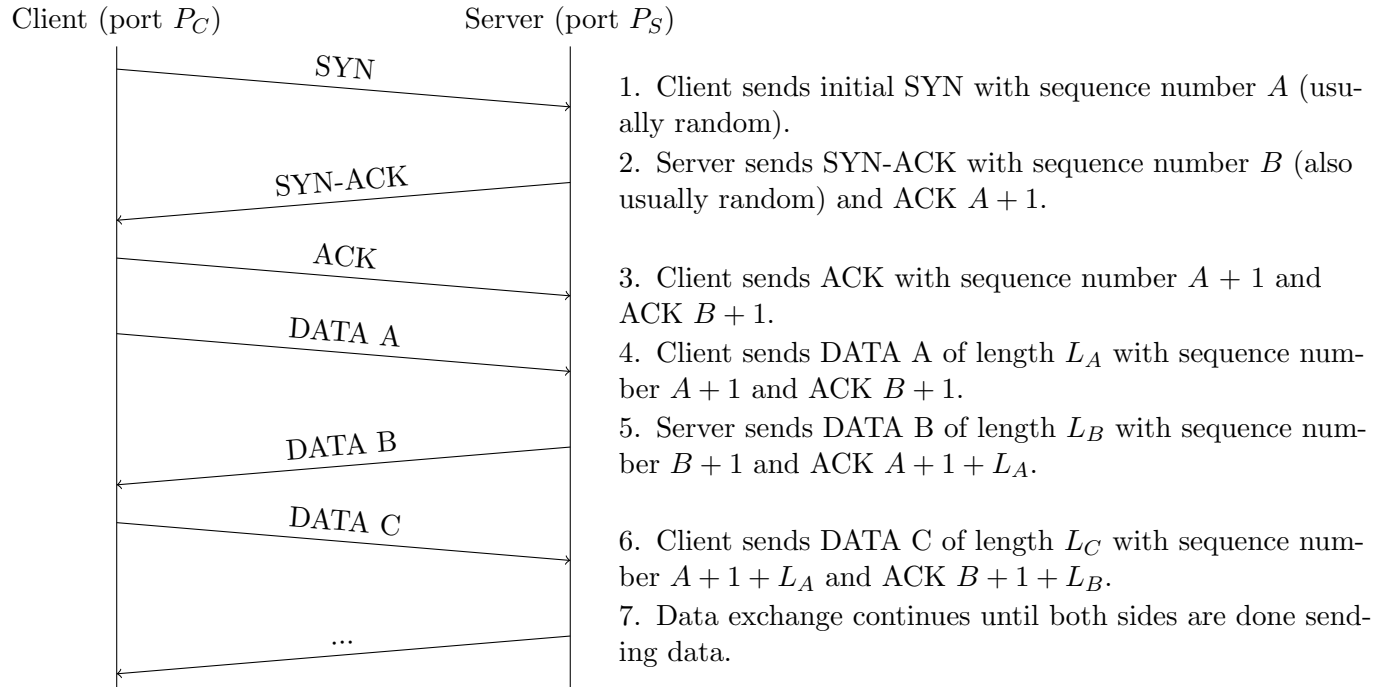 Client (port P_C)
Server (port P_S)
SYN
1. Client sends initial SYN with sequence number A (usu-
ally random).
SYN-ACK
2. Server sends SYN-ACK with sequence number B (also
usually random) and ACK A + 1.
ACK
3. Client sends ACK with sequence number A + 1 and
ACK B + 1.
DATA A
4. Client sends DATA A of length L_A with sequence num-
ber A + 1 and ACK B + 1.
DATA B
5. Server sends DATA B of length L_B with sequence num-
ber B + 1 and ACK A + 1 + L_A.
DATA C
6. Client sends DATA C of length L_C with sequence num-
ber A + 1 + L_A and ACK B + 1 + L_B.
...
7. Data exchange continues until both sides are done send-
ing data.